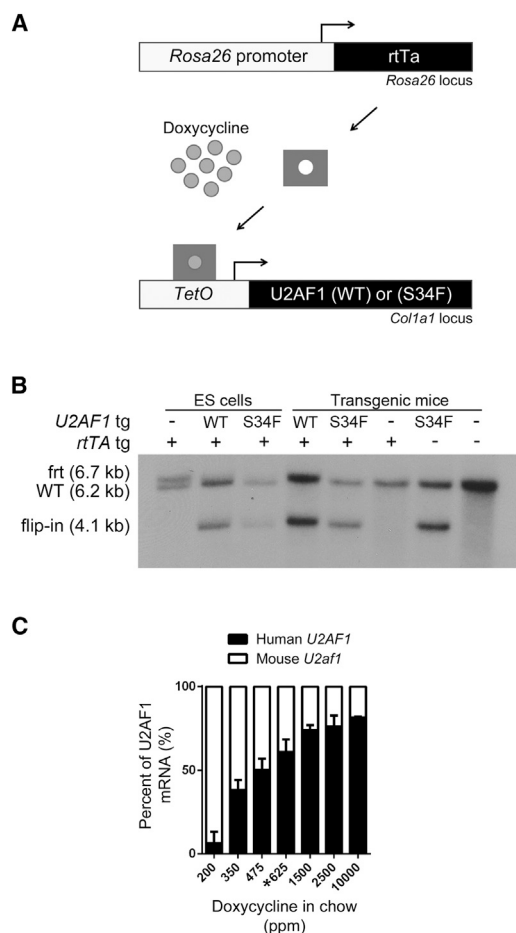 A
Rosa26 promoter rtTa
Rosa26 locus
Doxycycline
TetO U2AF1 (WT) or (S34F)
Col1a1 locus
B
ES cells Transgenic mice
U2AF1 tg - WT S34F WT S34F - S34F -
rtTA tg + + + + + + - -
frt (6.7 kb)
WT (6.2 kb)
flip-in (4.1 kb)
C
Human U2AF1
Mouse U2af1
Percent of U2AF1
mRNA (%)
100
50
0
200 350 475 *625 1500 2500 10000
Doxycycline in chow
(ppm)